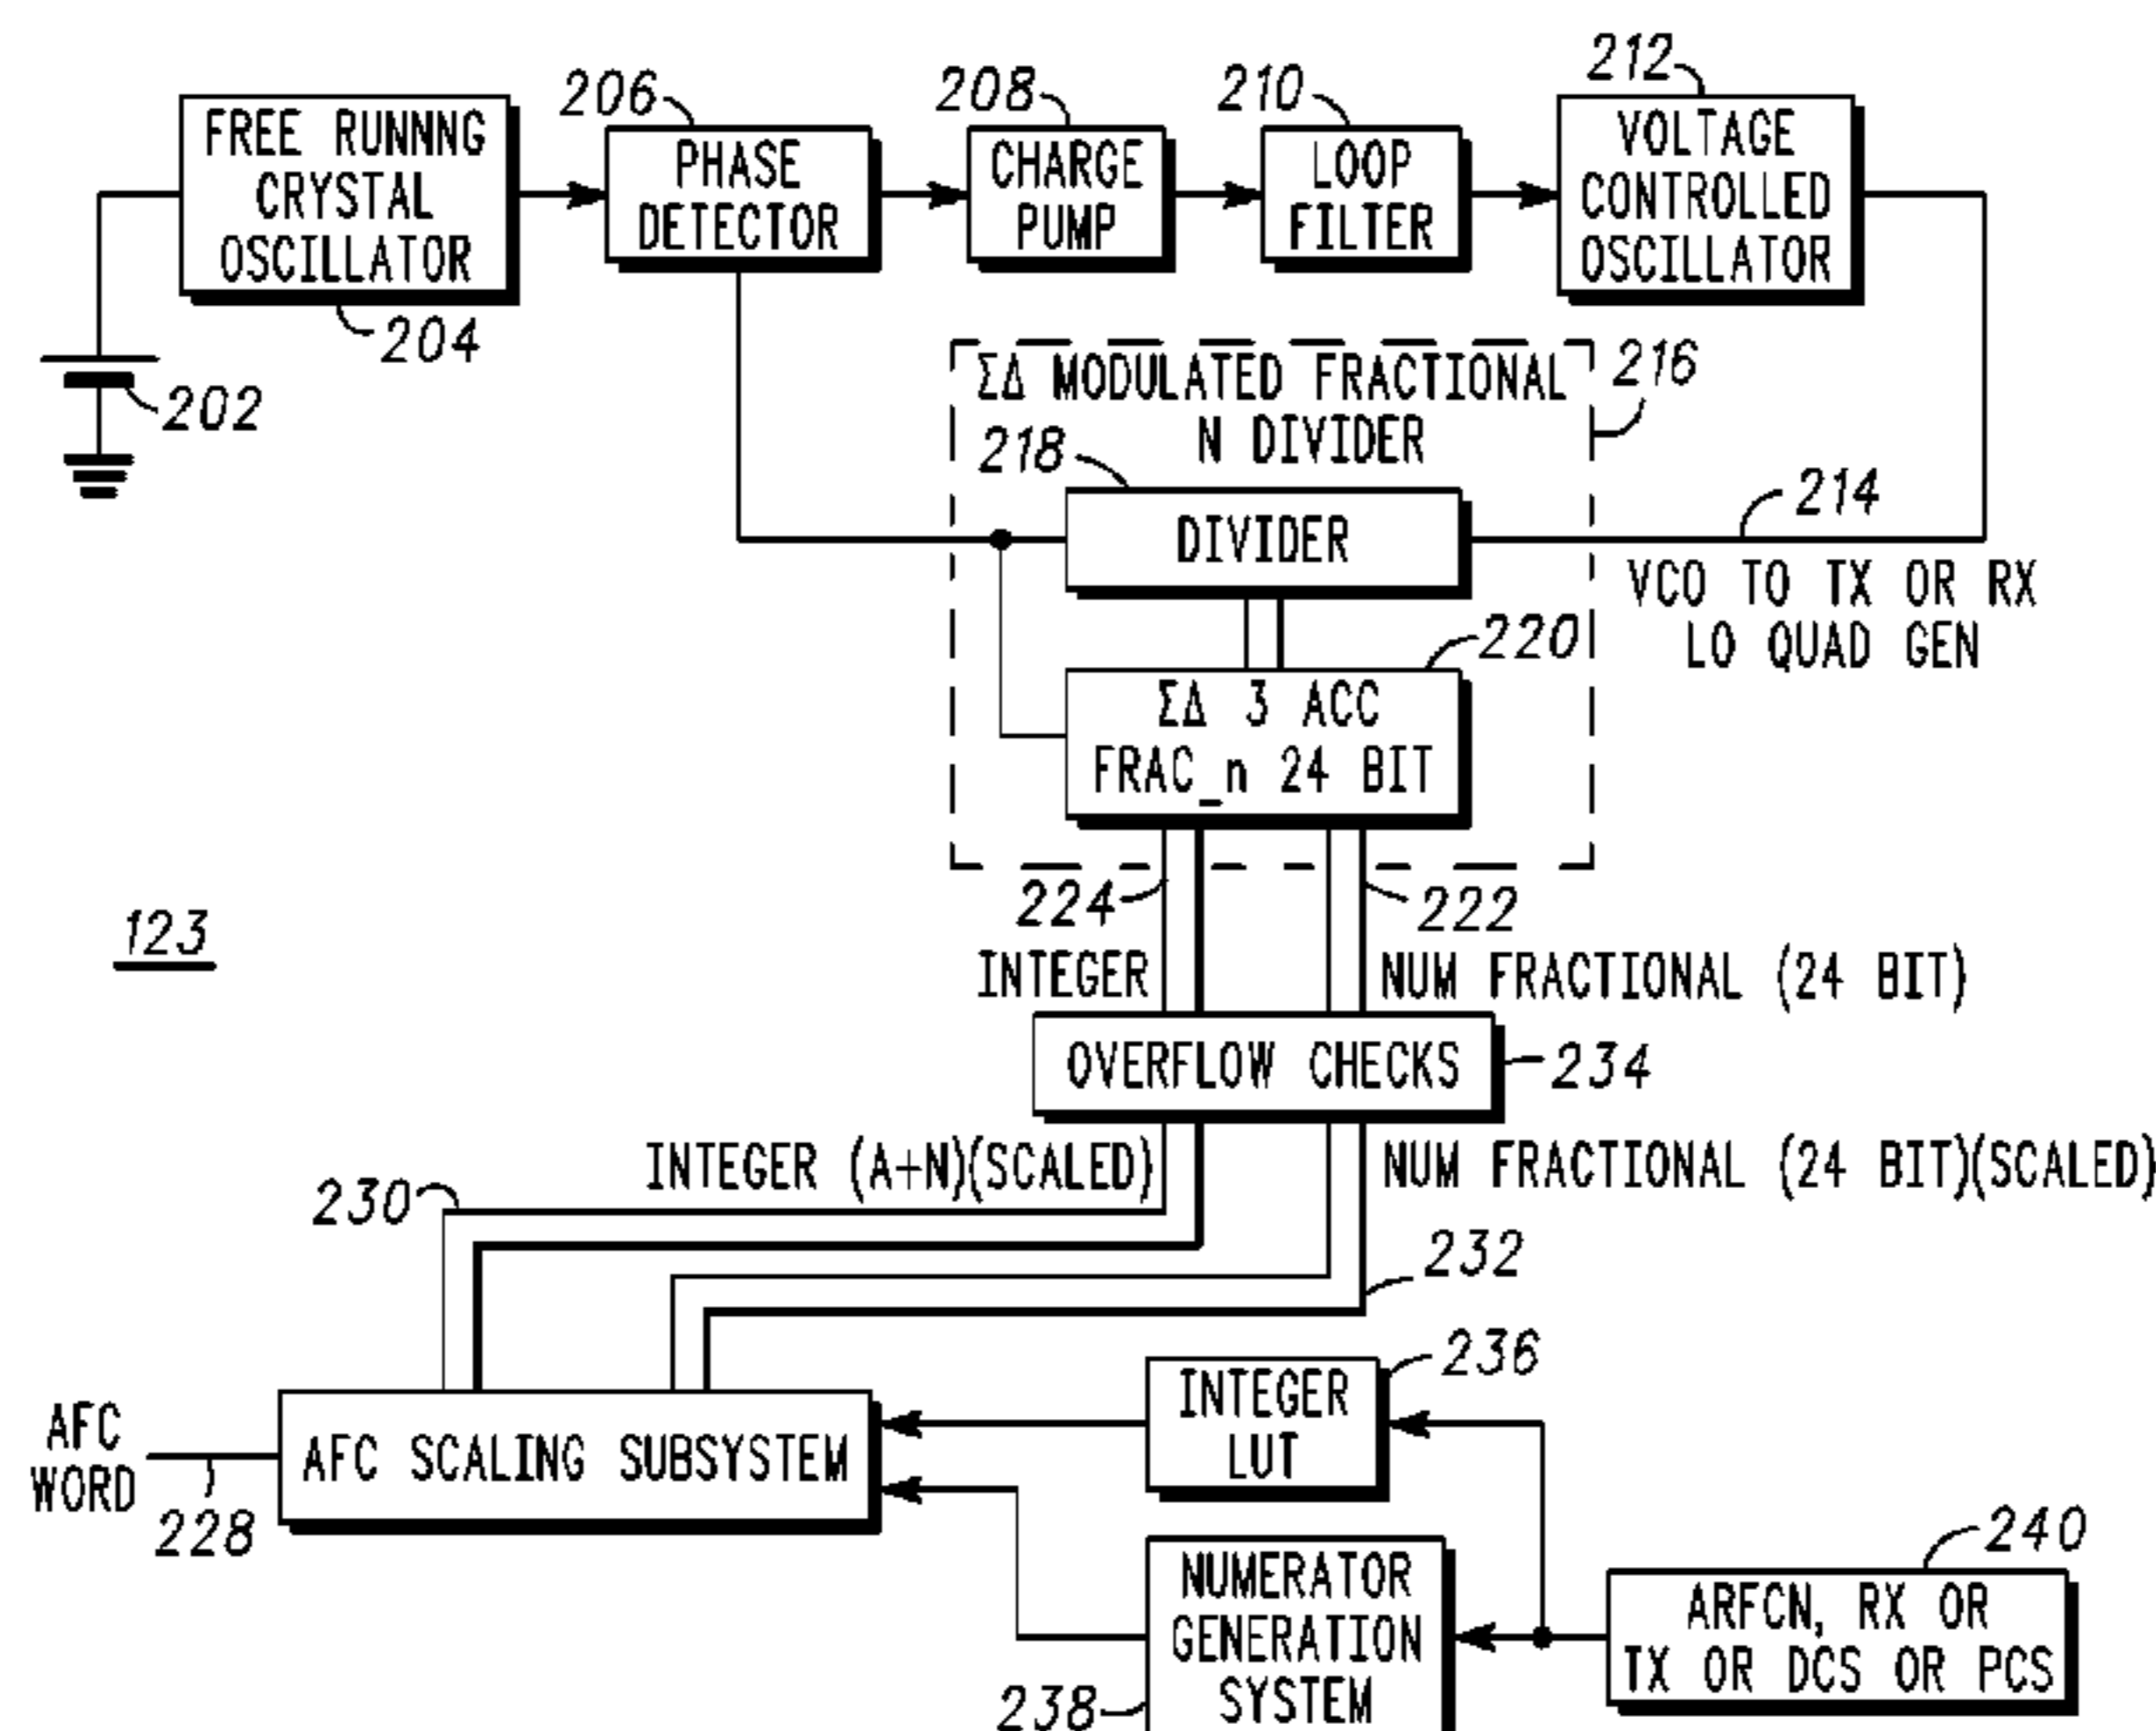 FREE RUNNNG
CRYSTAL
OSCILLATOR
204
202
206
PHASE
DETECTOR
208
CHARGE
PUMP
210
LOOP
FILTER
212
VOLTAGE
CONTROLLED
OSCILLATOR
ΣΔ MODULATED FRACTIONAL
N DIVIDER
216
218
DIVIDER
214
VCO TO TX OR RX
LO QUAD GEN
220
ΣΔ 3 ACC
FRAC_n 24 BIT
224
222
123
INTEGER
NUM FRACTIONAL (24 BIT)
OVERFLOW CHECKS
234
INTEGER (A+N)(SCALED)
NUM FRACTIONAL (24 BIT)(SCALED)
230
232
236
INTEGER
LUT
AFC
WORD
228
AFC SCALING SUBSYSTEM
NUMERATOR
GENERATION
SYSTEM
238
240
ARFCN, RX OR
TX OR DCS OR PCS